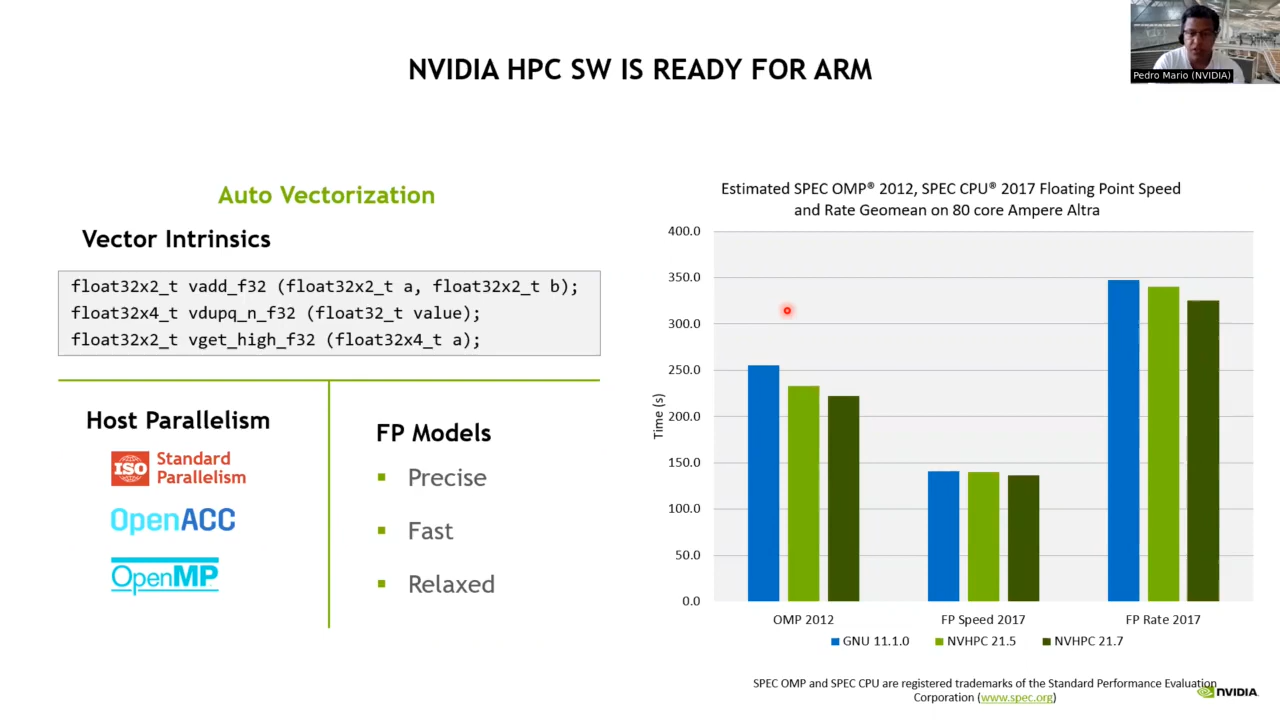 NVIDIA HPC SW IS READY FOR ARM
Pedro Mario (NVIDIA)
Auto Vectorization
Vector Intrinsics
float32x2_t vadd_f32 (float32x2_t a, float32x2_t b);
float32x4_t vdupq_n_f32 (float32_t value);
float32x2_t vget_high_f32 (float32x4_t a);
Host Parallelism
ISO Standard
Parallelism
OpenACC
OpenMP
FP Models
Precise
Fast
Relaxed
Estimated SPEC OMP® 2012, SPEC CPU® 2017 Floating Point Speed
and Rate Geomean on 80 core Ampere Altra
Time (s)
400.0
350.0
300.0
250.0
200.0
150.0
100.0
50.0
0.0
OMP 2012 FP Speed 2017 FP Rate 2017
GNU 11.1.0 NVHPC 21.5 NVHPC 21.7
SPEC OMP and SPEC CPU are registered trademarks of the Standard Performance Evaluation
Corporation (www.spec.org)
NVIDIA.